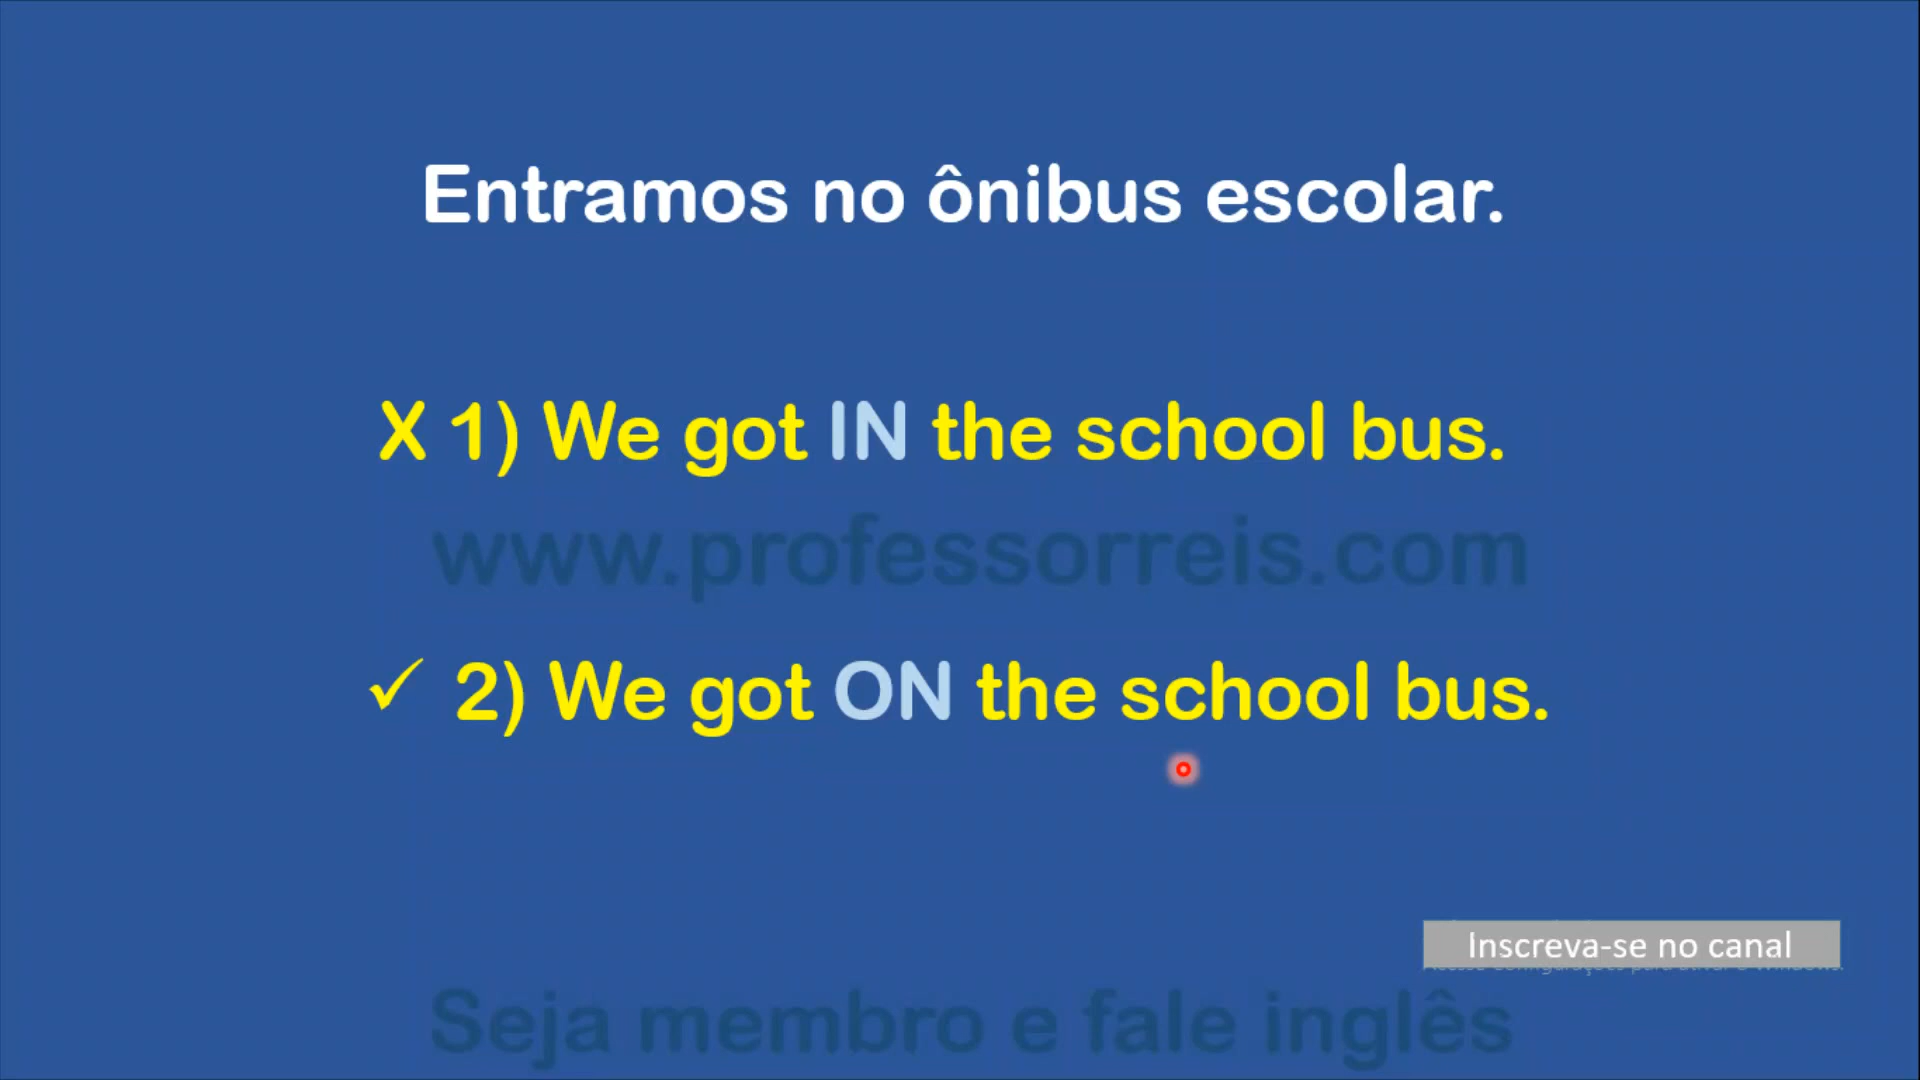 Entramos no ônibus escolar.
X 1) We got IN the school bus.
www.professorreis.com
✓ 2) We got ON the school bus.
Inscreva-se no canal
Seja membro e fale inglês